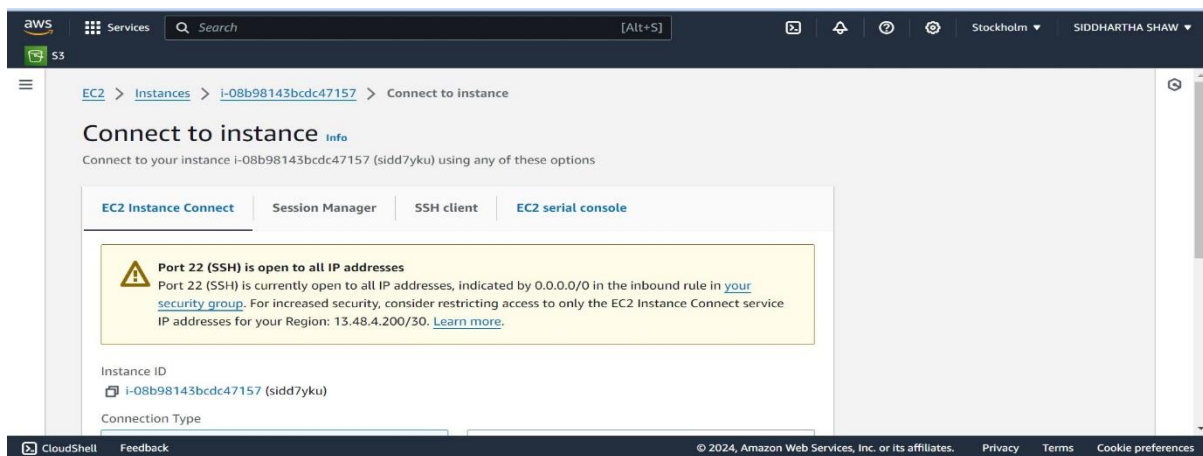 aws Services Search [Alt+S] Stockholm SIDDHARTHA SHAW
S3
EC2 > Instances > i-08b98143bcdc47157 > Connect to instance
Connect to instance Info
Connect to your instance i-08b98143bcdc47157 (sidd7yku) using any of these options
EC2 Instance Connect Session Manager SSH client EC2 serial console
Port 22 (SSH) is open to all IP addresses
Port 22 (SSH) is currently open to all IP addresses, indicated by 0.0.0.0/0 in the inbound rule in your
security group. For increased security, consider restricting access to only the EC2 Instance Connect service
IP addresses for your Region: 13.48.4.200/30. Learn more.
Instance ID
i-08b98143bcdc47157 (sidd7yku)
Connection Type
CloudShell Feedback © 2024, Amazon Web Services, Inc. or its affiliates. Privacy Terms Cookie preferences